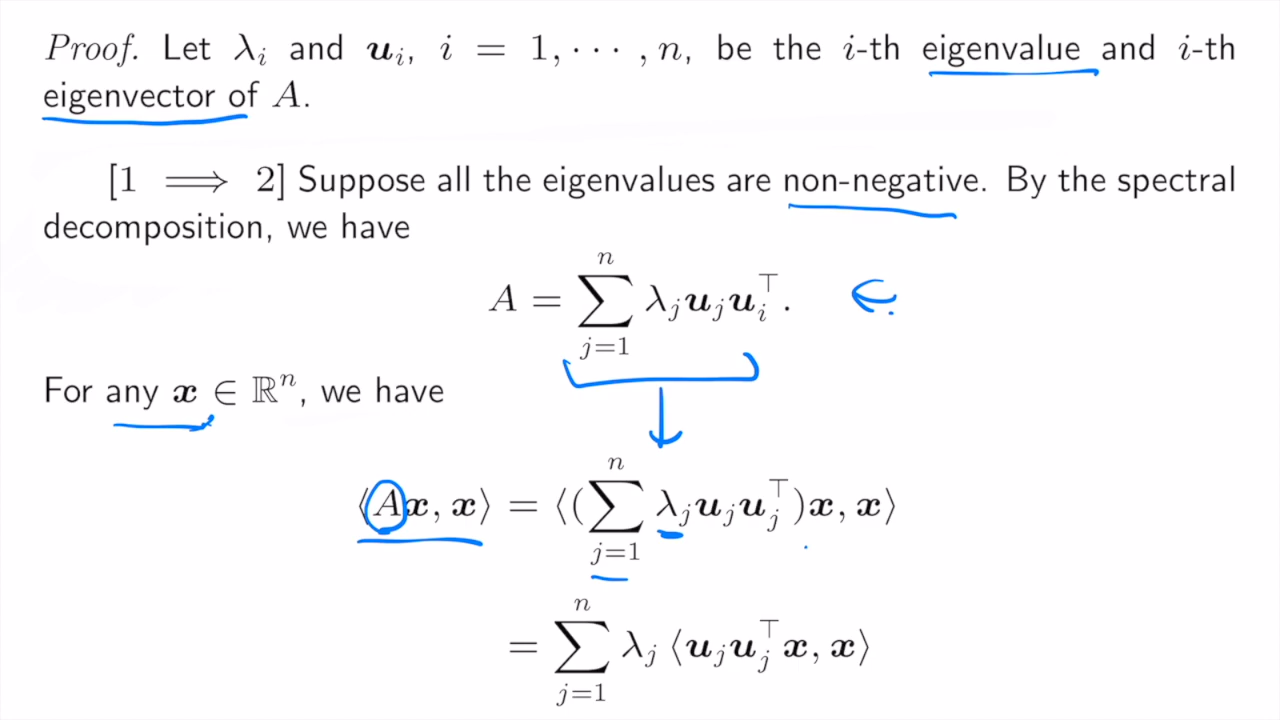 Proof. Let λ_i and u_i, i = 1, ⋯ , n, be the i-th eigenvalue and i-th
eigenvector of A.
[1 ⟹ 2] Suppose all the eigenvalues are non-negative. By the spectral
decomposition, we have
A = ∑_{j=1}^{n} λ_j u_j u_i^⊤.
For any x ∈ ℝ^n, we have
⟨Ax, x⟩ = ⟨(∑_{j=1}^{n} λ_j u_j u_j^⊤)x, x⟩
= ∑_{j=1}^{n} λ_j ⟨u_j u_j^⊤ x, x⟩